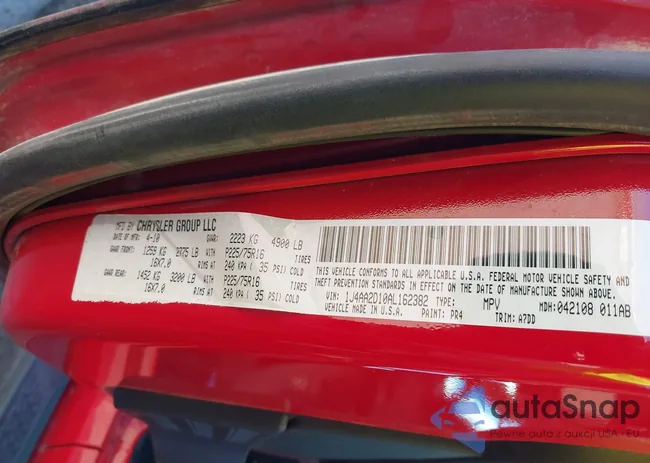 MFD BY CHRYSLER GROUP LLC
DATE OF MFR: 4-10 GVWR: 2223 KG 4900 LB
GAWR FRONT: 1259 KG 2775 LB WITH P225/75R16 TIRES
16X7.0 RIMS AT 240 KPA ( 35 PSI) COLD
GAWR REAR: 1452 KG 3200 LB WITH P225/75R16 TIRES
16X7.0 RIMS AT 240 KPA ( 35 PSI) COLD
THIS VEHICLE CONFORMS TO ALL APPLICABLE U.S.A. FEDERAL MOTOR VEHICLE SAFETY AND
THEFT PREVENTION STANDARDS IN EFFECT ON THE DATE OF MANUFACTURE SHOWN ABOVE.
VIN: 1J4AA2D10AL162382 TYPE: MPV MDH: 042108 011AB
VEHICLE MADE IN U.S.A. PAINT: PR4 TRIM: A7DD
autaSnap
Pewne auta z aukcji USA - EU